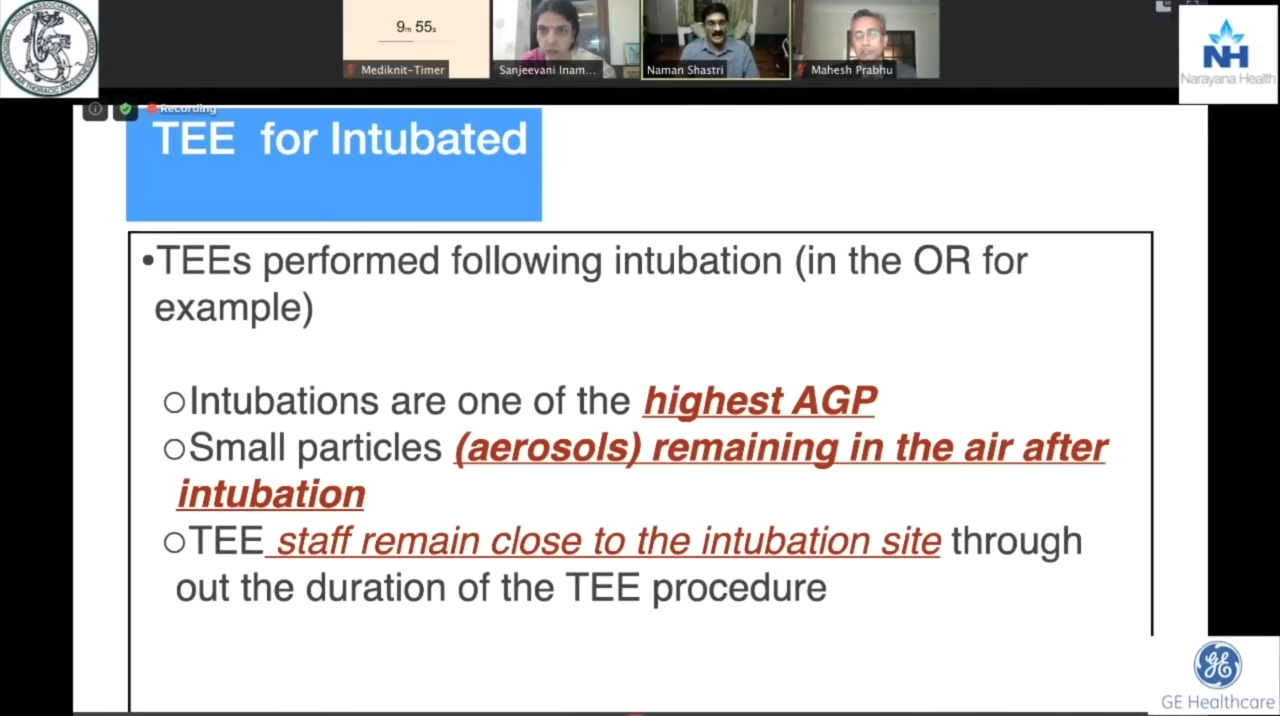 9m 55s
Mediknit-Timer
Sanjeevani Inam...
Naman Shastri
Mahesh Prabhu
NH
Narayana Health
Recording
TEE for Intubated
•TEEs performed following intubation (in the OR for
example)
○Intubations are one of the highest AGP
○Small particles (aerosols) remaining in the air after
intubation
○TEE staff remain close to the intubation site through
out the duration of the TEE procedure
GE Healthcare